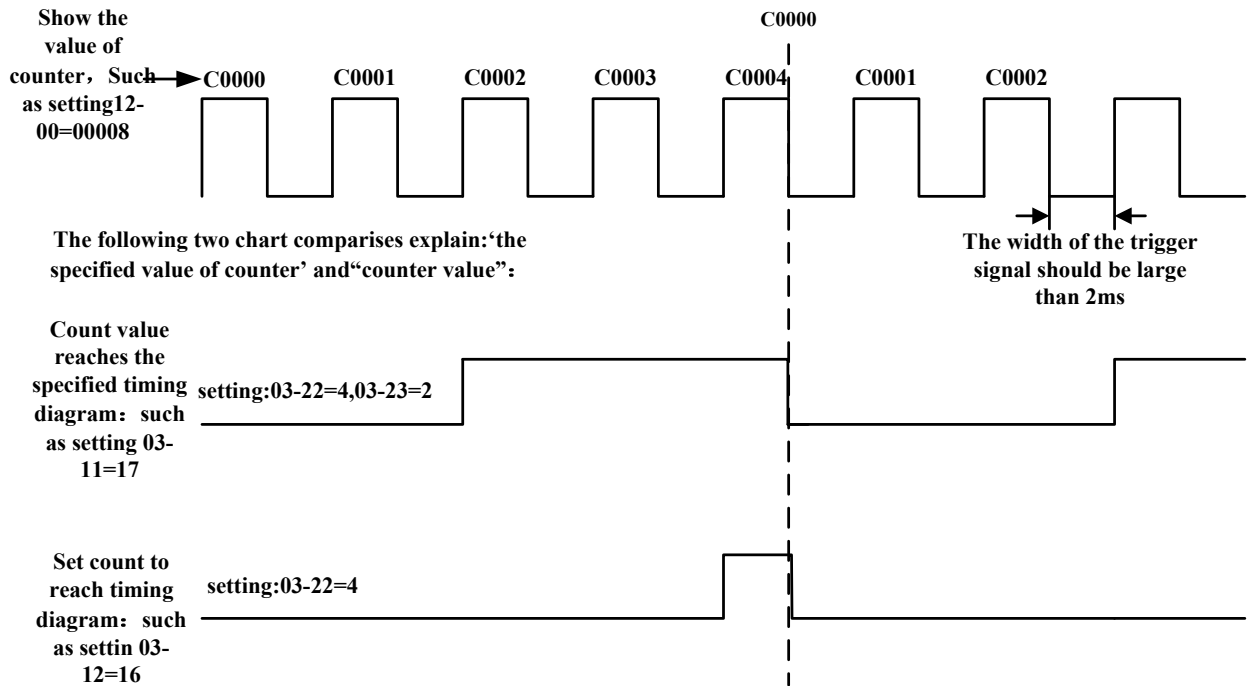 Show the
value of
counter，Such
as setting12-
00=00008
C0000
C0000
C0001
C0002
C0003
C0004
C0001
C0002
The following two chart comparises explain:‘the
specified value of counter’ and“counter value”：
The width of the trigger
signal should be large
than 2ms
Count value
reaches the
specified timing
diagram：such
as setting 03-
11=17
setting:03-22=4,03-23=2
Set count to
reach timing
diagram：such
as settin 03-
12=16
setting:03-22=4